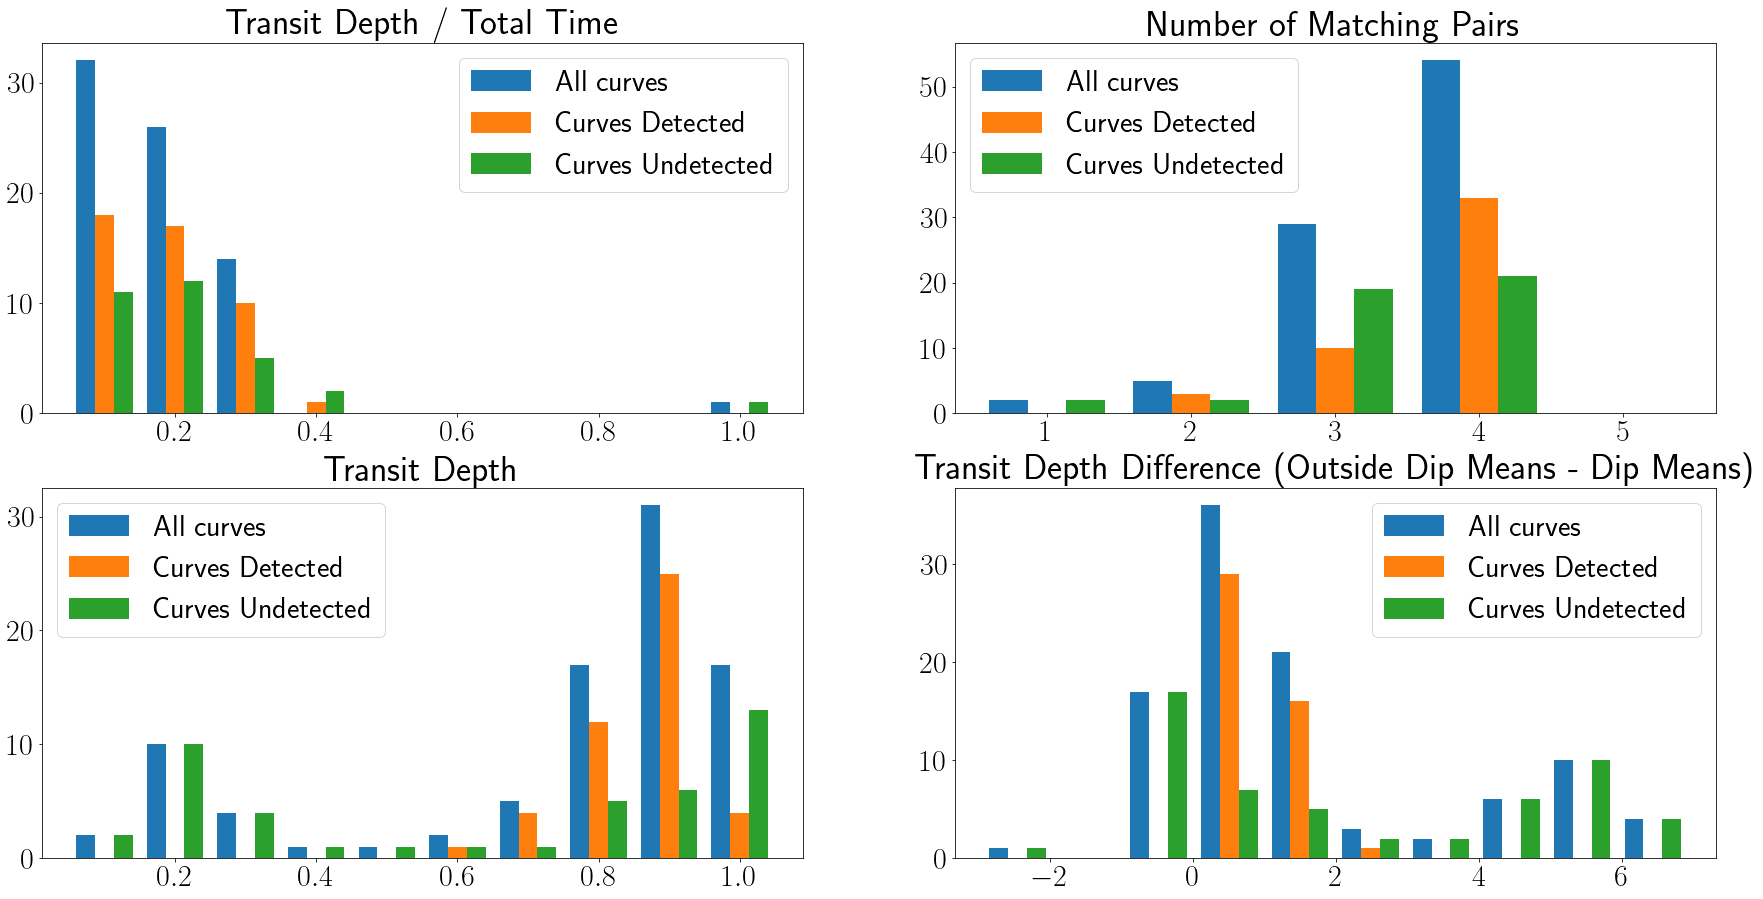 Transit Depth / Total Time
30
20
10
0
All curves
Curves Detected
Curves Undetected
0.2 0.4 0.6 0.8 1.0
Number of Matching Pairs
50
40
30
20
10
0
All curves
Curves Detected
Curves Undetected
1 2 3 4 5
Transit Depth
30
20
10
0
All curves
Curves Detected
Curves Undetected
0.2 0.4 0.6 0.8 1.0
Transit Depth Difference (Outside Dip Means - Dip Means)
30
20
10
0
All curves
Curves Detected
Curves Undetected
−2 0 2 4 6